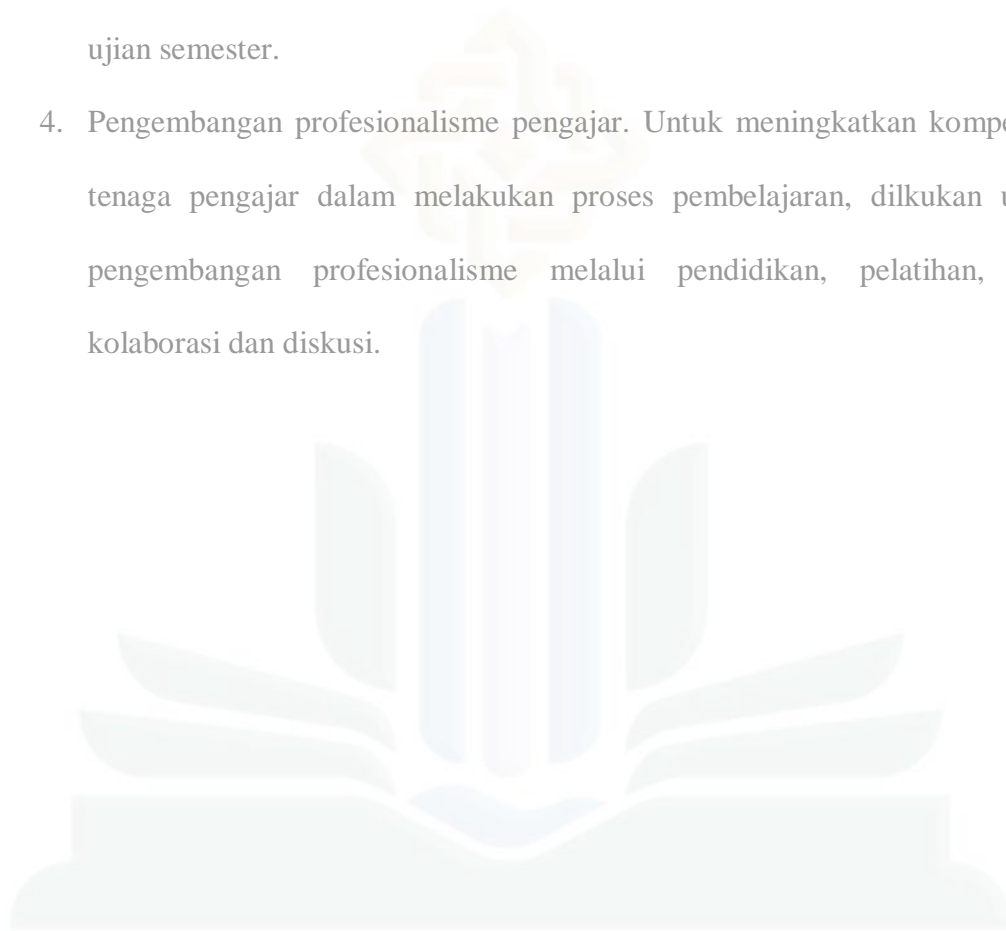 ujian semester.
4. Pengembangan profesionalisme pengajar. Untuk meningkatkan kompe
tenaga pengajar dalam melakukan proses pembelajaran, dilkukan u
pengembangan profesionalisme melalui pendidikan, pelatihan,
kolaborasi dan diskusi.